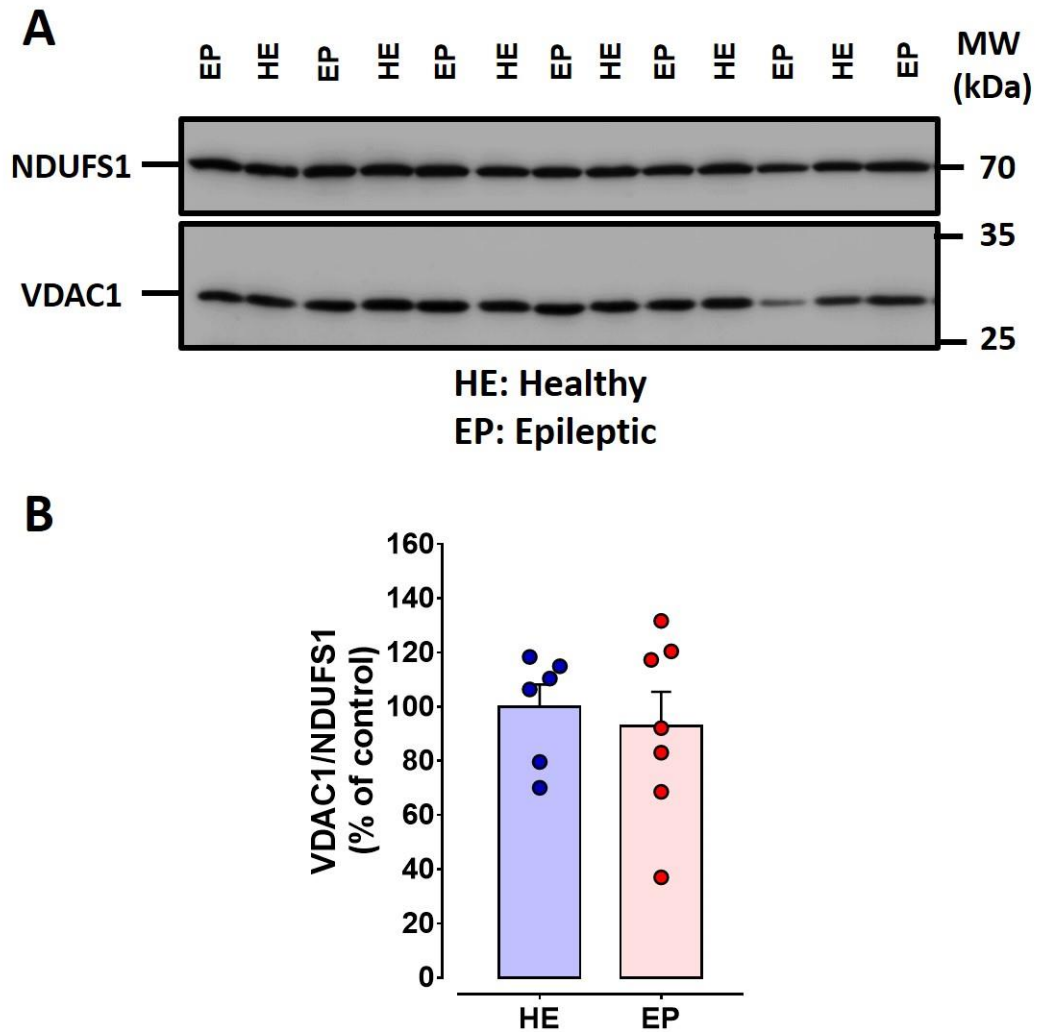 A
EP HE EP HE EP HE EP HE EP HE EP HE EP
MW
(kDa)
NDUFS1
70
35
VDAC1
25
HE: Healthy
EP: Epileptic
B
160
140
120
100
80
60
40
20
0
VDAC1/NDUFS1
(% of control)
HE EP